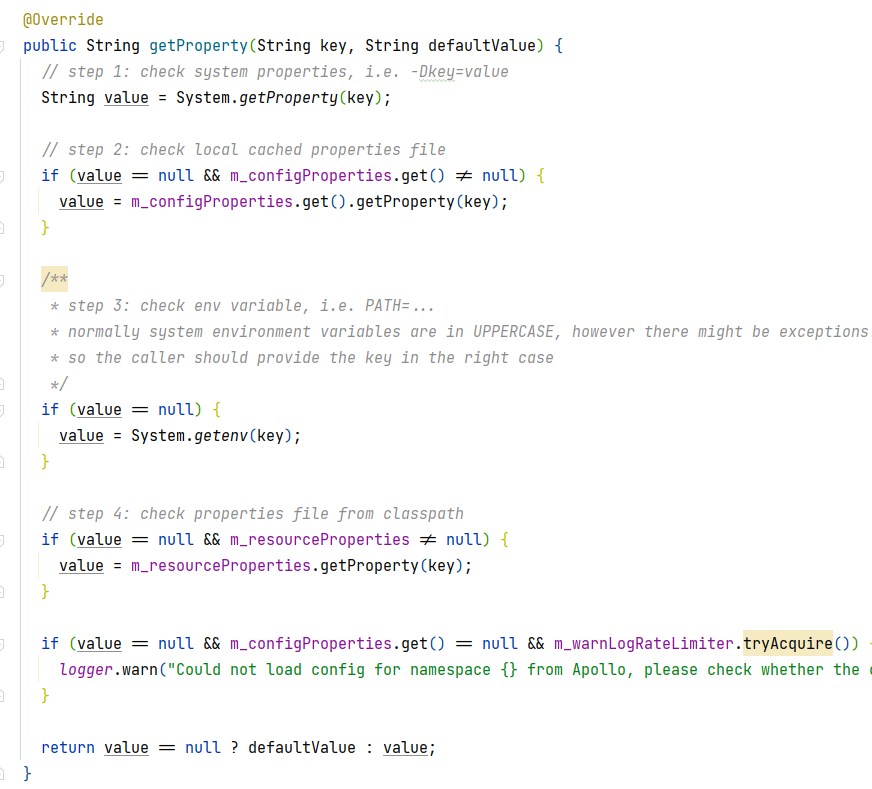 @Override
public String getProperty(String key, String defaultValue) {
// step 1: check system properties, i.e. -Dkey=value
String value = System.getProperty(key);
// step 2: check local cached properties file
if (value == null && m_configProperties.get() != null) {
value = m_configProperties.get().getProperty(key);
}
/**
* step 3: check env variable, i.e. PATH=...
* normally system environment variables are in UPPERCASE, however there might be exceptions.
* so the caller should provide the key in the right case
*/
if (value == null) {
value = System.getenv(key);
}
// step 4: check properties file from classpath
if (value == null && m_resourceProperties != null) {
value = m_resourceProperties.getProperty(key);
}
if (value == null && m_configProperties.get() == null && m_warnLogRateLimiter.tryAcquire())
logger.warn("Could not load config for namespace {} from Apollo, please check whether the
}
return value == null ? defaultValue : value;
}